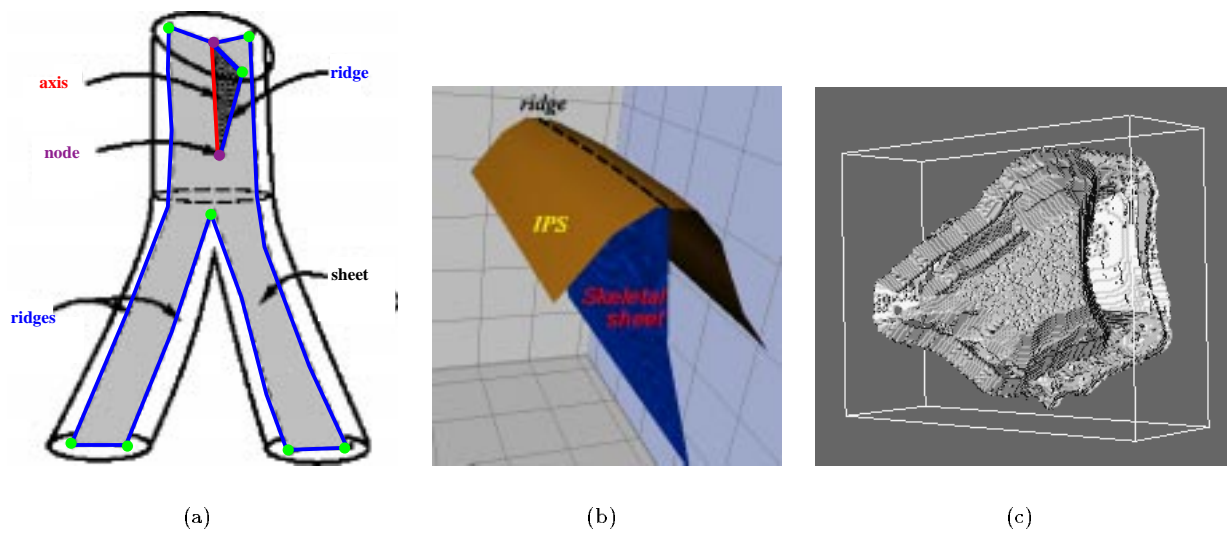 axis
ridge
node
sheet
ridges
ridge
IPS
Skeletal
sheet
(a)
(b)
(c)